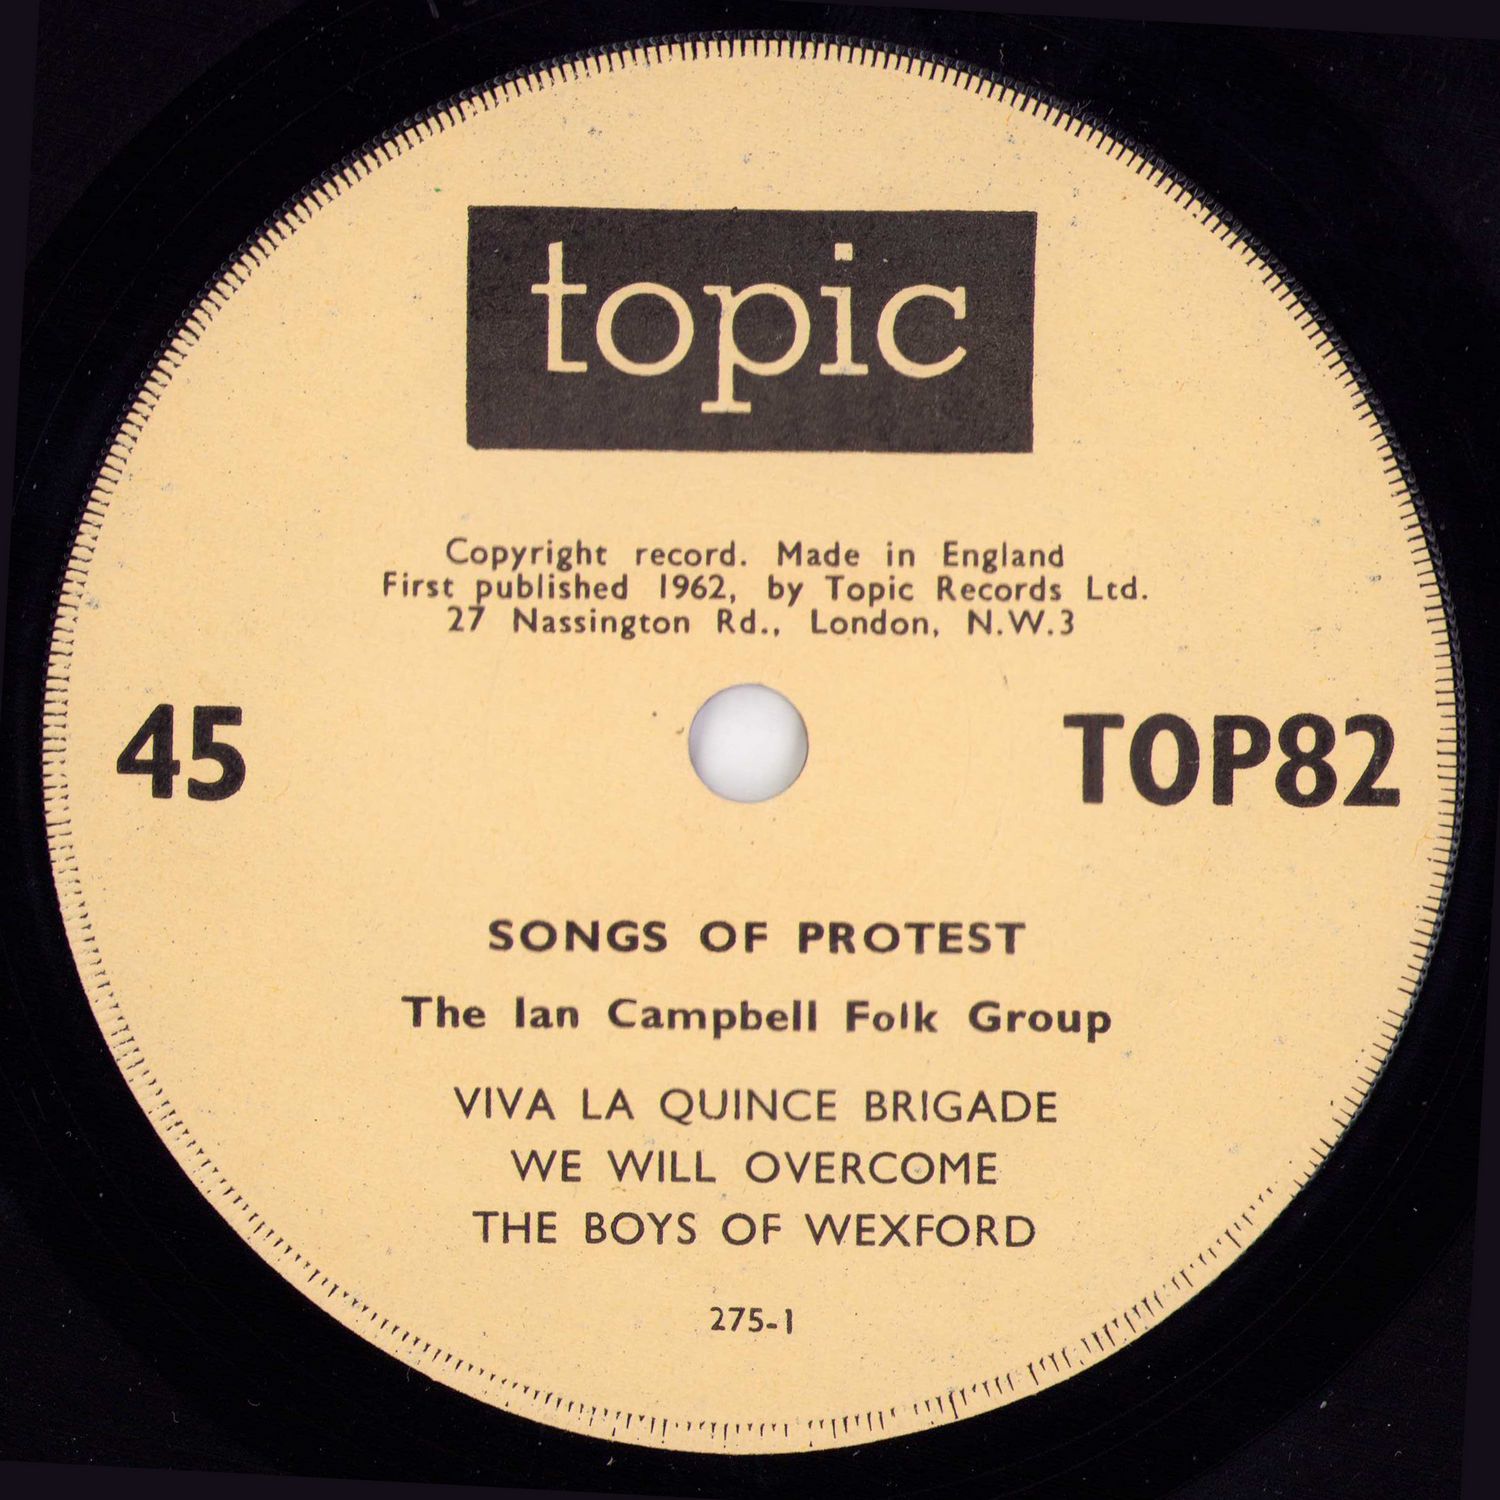 topic
Copyright record. Made in England
First published 1962, by Topic Records Ltd.
27 Nassington Rd., London, N.W.3
45
TOP82
SONGS OF PROTEST
The Ian Campbell Folk Group
VIVA LA QUINCE BRIGADE
WE WILL OVERCOME
THE BOYS OF WEXFORD
275-1